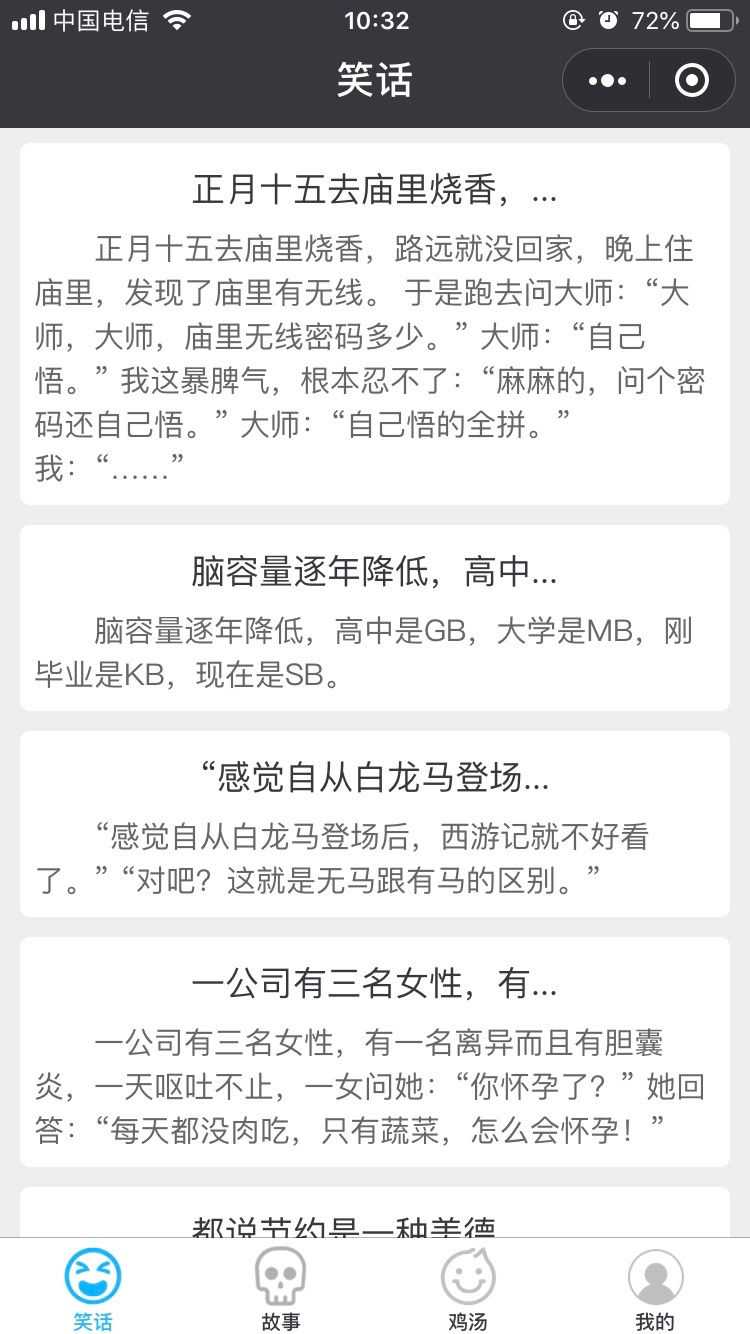 中国电信 10:32 72%
笑话
正月十五去庙里烧香，...
正月十五去庙里烧香，路远就没回家，晚上住
庙里，发现了庙里有无线。 于是跑去问大师：“大
师，大师，庙里无线密码多少。” 大师：“自己
悟。” 我这暴脾气，根本忍不了：“麻麻的，问个密
码还自己悟。” 大师：“自己悟的全拼。”
我：“……”
脑容量逐年降低，高中...
脑容量逐年降低，高中是GB，大学是MB，刚
毕业是KB，现在是SB。
“感觉自从白龙马登场...
“感觉自从白龙马登场后，西游记就不好看
了。” “对吧？这就是无马跟有马的区别。”
一公司有三名女性，有...
一公司有三名女性，有一名离异而且有胆囊
炎，一天呕吐不止，一女问她：“你怀孕了？” 她回
答：“每天都没肉吃，只有蔬菜，怎么会怀孕！”
都说节约是一种美德
笑话 故事 鸡汤 我的